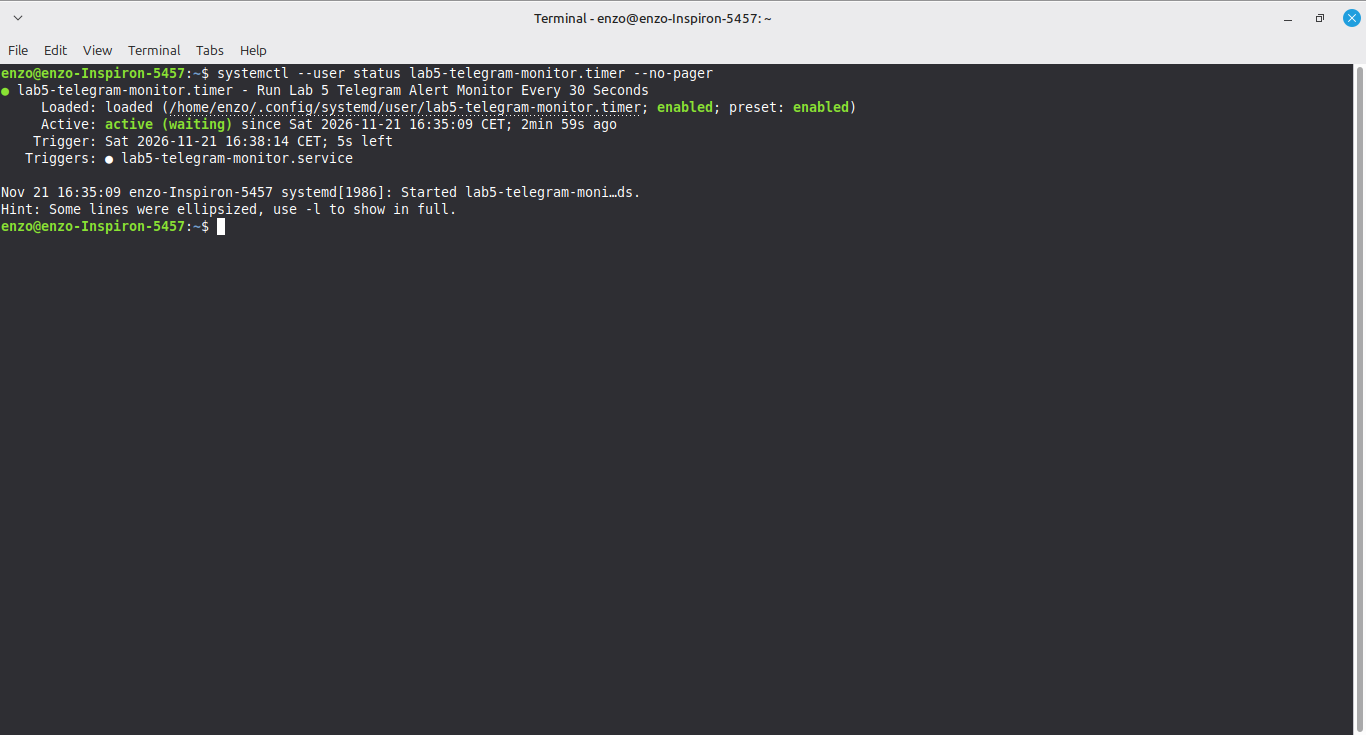 Terminal - enzo@enzo-Inspiron-5457: ~
File Edit View Terminal Tabs Help
enzo@enzo-Inspiron-5457:~$ systemctl --user status lab5-telegram-monitor.timer --no-pager
● lab5-telegram-monitor.timer - Run Lab 5 Telegram Alert Monitor Every 30 Seconds
     Loaded: loaded (/home/enzo/.config/systemd/user/lab5-telegram-monitor.timer; enabled; preset: enabled)
     Active: active (waiting) since Sat 2026-11-21 16:35:09 CET; 2min 59s ago
    Trigger: Sat 2026-11-21 16:38:14 CET; 5s left
   Triggers: ● lab5-telegram-monitor.service
Nov 21 16:35:09 enzo-Inspiron-5457 systemd[1986]: Started lab5-telegram-moni…ds.
Hint: Some lines were ellipsized, use -l to show in full.
enzo@enzo-Inspiron-5457:~$